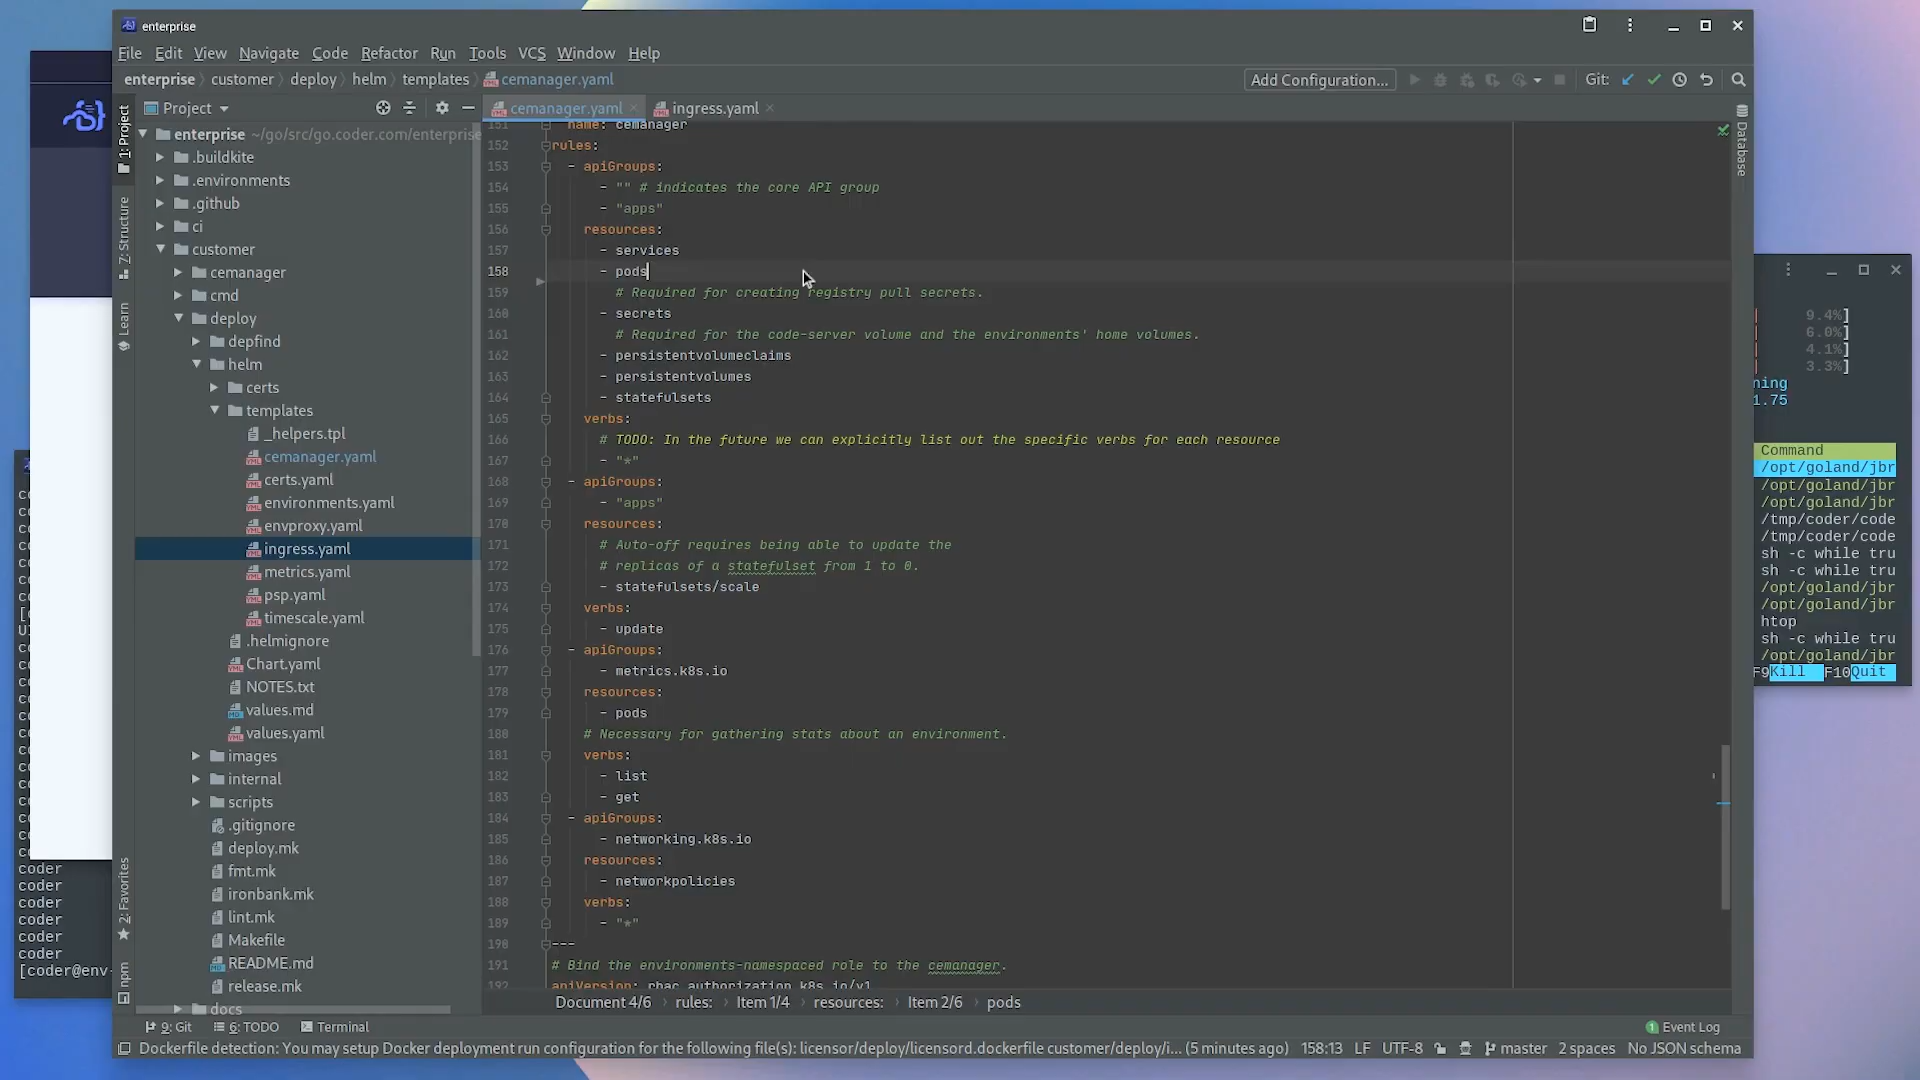 enterprise
File Edit View Navigate Code Refactor Run Tools VCS Window Help
enterprise customer deploy helm templates cemanager.yaml
Add Configuration...
Git:
1: Project
Z: Structure
Learn
2: Favorites
npm
Project
enterprise ~/go/src/go.coder.com/enterprise
.buildkite
.environments
.github
ci
customer
cemanager
cmd
deploy
depfind
helm
certs
templates
_helpers.tpl
cemanager.yaml
certs.yaml
environments.yaml
envproxy.yaml
ingress.yaml
metrics.yaml
psp.yaml
timescale.yaml
.helmignore
Chart.yaml
NOTES.txt
values.md
values.yaml
images
internal
scripts
.gitignore
deploy.mk
fmt.mk
ironbank.mk
lint.mk
Makefile
README.md
release.mk
docs
cemanager.yaml ingress.yaml
151 name: cemanager
152 rules:
153 - apiGroups:
154 - "" # indicates the core API group
155 - "apps"
156 resources:
157 - services
158 - pods
159 # Required for creating registry pull secrets.
160 - secrets
161 # Required for the code-server volume and the environments' home volumes.
162 - persistentvolumeclaims
163 - persistentvolumes
164 - statefulsets
165 verbs:
166 # TODO: In the future we can explicitly list out the specific verbs for each resource
167 - "*"
168 - apiGroups:
169 - "apps"
170 resources:
171 # Auto-off requires being able to update the
172 # replicas of a statefulset from 1 to 0.
173 - statefulsets/scale
174 verbs:
175 - update
176 - apiGroups:
177 - metrics.k8s.io
178 resources:
179 - pods
180 # Necessary for gathering stats about an environment.
181 verbs:
182 - list
183 - get
184 - apiGroups:
185 - networking.k8s.io
186 resources:
187 - networkpolicies
188 verbs:
189 - "*"
190 ---
191 # Bind the environments-namespaced role to the cemanager.
192 apiVersion: rbac.authorization.k8s.io/v1
Document 4/6 rules: Item 1/4 resources: Item 2/6 pods
Database
9: Git 6: TODO Terminal
1 Event Log
Dockerfile detection: You may setup Docker deployment run configuration for the following file(s): licensor/deploy/licensord.dockerfile customer/deploy/i... (5 minutes ago)
158:13 LF UTF-8 master 2 spaces No JSON schema
coder
coder
coder
coder
coder
coder
[coder@env-
9.4%]
6.0%]
4.1%]
3.3%]
ning
1.75
Command
/opt/goland/jbr
/opt/goland/jbr
/opt/goland/jbr
/tmp/coder/code
/tmp/coder/code
sh -c while tru
sh -c while tru
/opt/goland/jbr
/opt/goland/jbr
htop
sh -c while tru
/opt/goland/jbr
F9Kill F10Quit